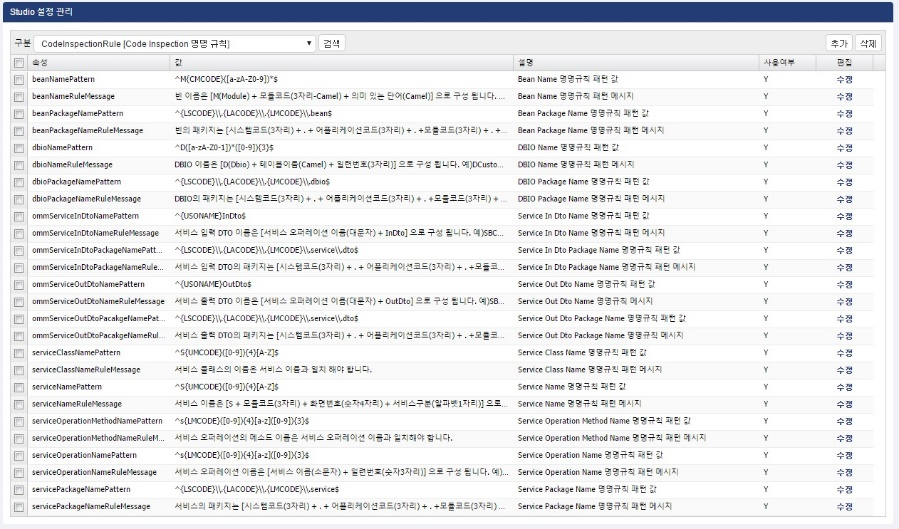 Studio 설정 관리
구분 CodeInspectionRule [Code Inspection 명명 규칙] ▼ 검색 추가 삭제
속성 값 설명 사용여부 편집
beanNamePattern ^M{CMCODE}([a-zA-Z0-9])*$ Bean Name 명명규칙 패턴 값 Y 수정
beanNameRuleMessage 빈 이름은 [M(Module) + 모듈코드(3자리-Camel) + 의미 있는 단어(Camel)] 으로 구성 됩니다. ... Bean Name 명명규칙 패턴 메시지 Y 수정
beanPackageNamePattern ^{LSCODE}\\.{LACODE}\\.{LMCODE}\\.bean$ Bean Package Name 명명규칙 패턴 값 Y 수정
beanPackageNameRuleMessage 빈의 패키지는 [시스템코드(3자리) + . + 어플리케이션코드(3자리) + . +모듈코드(3자리) + . +... Bean Package Name 명명규칙 패턴 메시지 Y 수정
dbioNamePattern ^D([a-zA-Z0-1])*([0-9]){3}$ DBIO Name 명명규칙 패턴 값 Y 수정
dbioNameRuleMessage DBIO 이름은 [D(Dbio) + 테이블이름(Camel) + 일련번호(3자리)] 으로 구성 됩니다. 예)DCusto... DBIO Name 명명규칙 패턴 메시지 Y 수정
dbioPackageNamePattern ^{LSCODE}\\.{LACODE}\\.{LMCODE}\\.dbio$ DBIO Package Name 명명규칙 패턴 값 Y 수정
dbioPackageNameRuleMessage DBIO의 패키지는 [시스템코드(3자리) + . + 어플리케이션코드(3자리) + . +모듈코드(3자리) + ... DBIO Package Name 명명규칙 패턴 메시지 Y 수정
ommServiceInDtoNamePattern ^{USONAME}InDto$ Service In Dto Name 명명규칙 패턴 값 Y 수정
ommServiceInDtoNameRuleMessage 서비스 입력 DTO 이름은 [서비스 오퍼레이션 이름(대문자) + InDto] 으로 구성 됩니다. 예)SBC... Service In Dto Name 명명규칙 패턴 메시지 Y 수정
ommServiceInDtoPackageNamePatt... ^{LSCODE}\\.{LACODE}\\.{LMCODE}\\.service\\.dto$ Service In Dto Package Name 명명규칙 패턴 값 Y 수정
ommServiceInDtoPackageNameRule... 서비스 입력 DTO의 패키지는 [시스템코드(3자리) + . + 어플리케이션코드(3자리) + . +모듈코... Service In Dto Package Name 명명규칙 패턴 메시지 Y 수정
ommServiceOutDtoNamePattern ^{USONAME}OutDto$ Service Out Dto Name 명명규칙 패턴 값 Y 수정
ommServiceOutDtoNameRuleMessage 서비스 출력 DTO 이름은 [서비스 오퍼레이션 이름(대문자) + OutDto] 으로 구성 됩니다. 예)SB... Service Out Dto Name 명명규칙 메시지 Y 수정
ommServiceOutDtoPacakgeNamePat... ^{LSCODE}\\.{LACODE}\\.{LMCODE}\\.service\\.dto$ Service Out Dto Package Name 명명규칙 패턴 값 Y 수정
ommServiceOutDtoPacakgeNameRul... 서비스 출력 DTO의 패키지는 [시스템코드(3자리) + . + 어플리케이션코드(3자리) + . +모듈코... Service Out Dto Package Name 명명규칙 패턴 메시지 Y 수정
serviceClassNamePattern ^S{UMCODE}([0-9]){4}[A-Z]$ Service Class Name 명명규칙 패턴 값 Y 수정
serviceClassNameRuleMessage 서비스 클래스의 이름은 서비스 이름과 일치 해야 합니다. Service Class Name 명명규칙 패턴 메시지 Y 수정
serviceNamePattern ^S{UMCODE}([0-9]){4}[A-Z]$ Service Name 명명규칙 패턴 값 Y 수정
serviceNameRuleMessage 서비스 이름은 [S + 모듈코드(3자리) + 화면번호(숫자4자리) + 서비스구분(알파벳1자리)] 으로... Service Name 명명규칙 패턴 메시지 Y 수정
serviceOperationMethodNamePattern ^s{LMCODE}([0-9]){4}[a-z]([0-9]){3}$ Service Operation Method Name 명명규칙 패턴 값 Y 수정
serviceOperationMethodNameRuleM... 서비스 오퍼레이션의 메소드 이름은 서비스 오퍼레이션 이름과 일치해야 합니다. Service Operation Method Name 명명규칙 패턴 메시지 Y 수정
serviceOperationNamePattern ^s{LMCODE}([0-9]){4}[a-z]([0-9]){3}$ Service Operation Name 명명규칙 패턴 값 Y 수정
serviceOperationNameRuleMessage 서비스 오퍼레이션 이름은 [서비스 이름(소문자) + 일련번호(숫자3자리)] 으로 구성 됩니다. 예)... Service Operation Name 명명규칙 패턴 메시지 Y 수정
servicePackageNamePattern ^{LSCODE}\\.{LACODE}\\.{LMCODE}\\.service$ Service Package Name 명명규칙 패턴 값 Y 수정
servicePackageNameRuleMessage 서비스의 패키지는 [시스템코드(3자리) + . + 어플리케이션코드(3자리) + . +모듈코드(3자리) +... Service Package Name 명명규칙 패턴 메시지 Y 수정